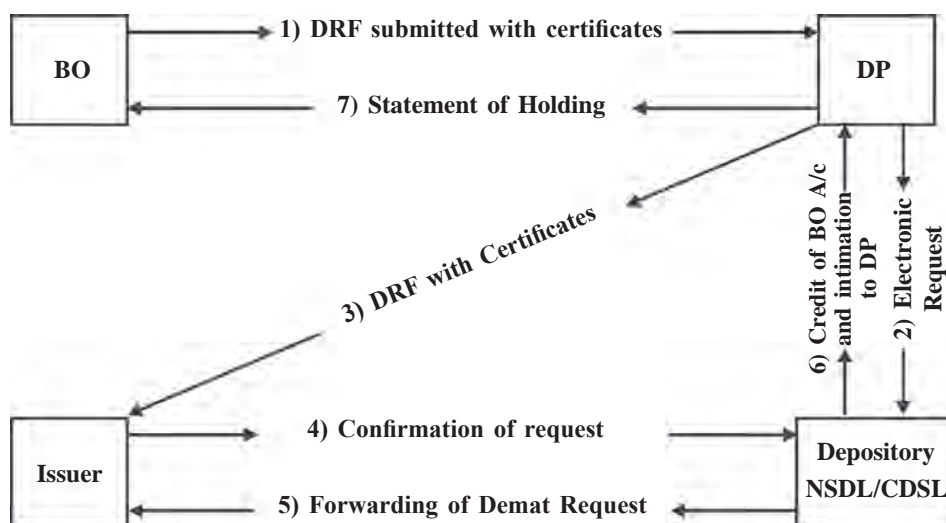 1) DRF submitted with certificates
BO
DP
7) Statement of Holding
3) DRF with Certificates
6) Credit of BO A/c
and intimation
to DP
2) Electronic
Request
4) Confirmation of request
Issuer
Depository
NSDL/CDSL
5) Forwarding of Demat Request